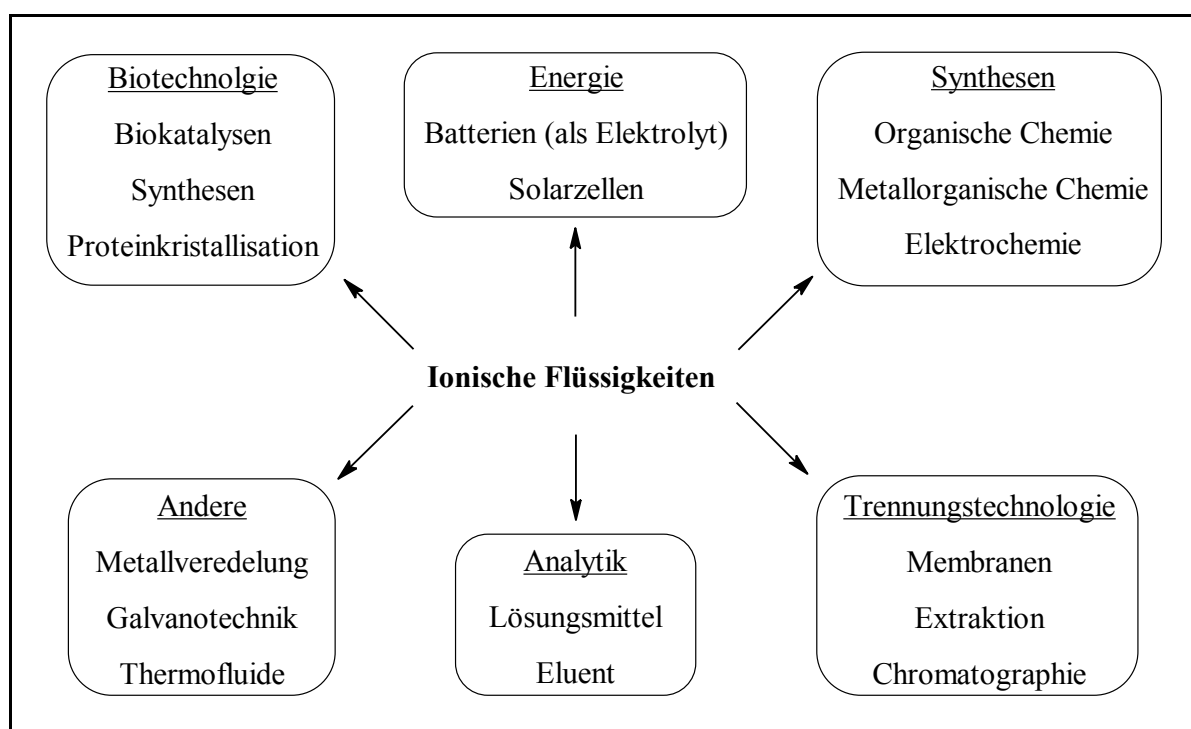 Biotechnolgie
Biokatalysen
Synthesen
Proteinkristallisation
Energie
Batterien (als Elektrolyt)
Solarzellen
Synthesen
Organische Chemie
Metallorganische Chemie
Elektrochemie
Ionische Flüssigkeiten
Andere
Metallveredelung
Galvanotechnik
Thermofluide
Analytik
Lösungsmittel
Eluent
Trennungstechnologie
Membranen
Extraktion
Chromatographie